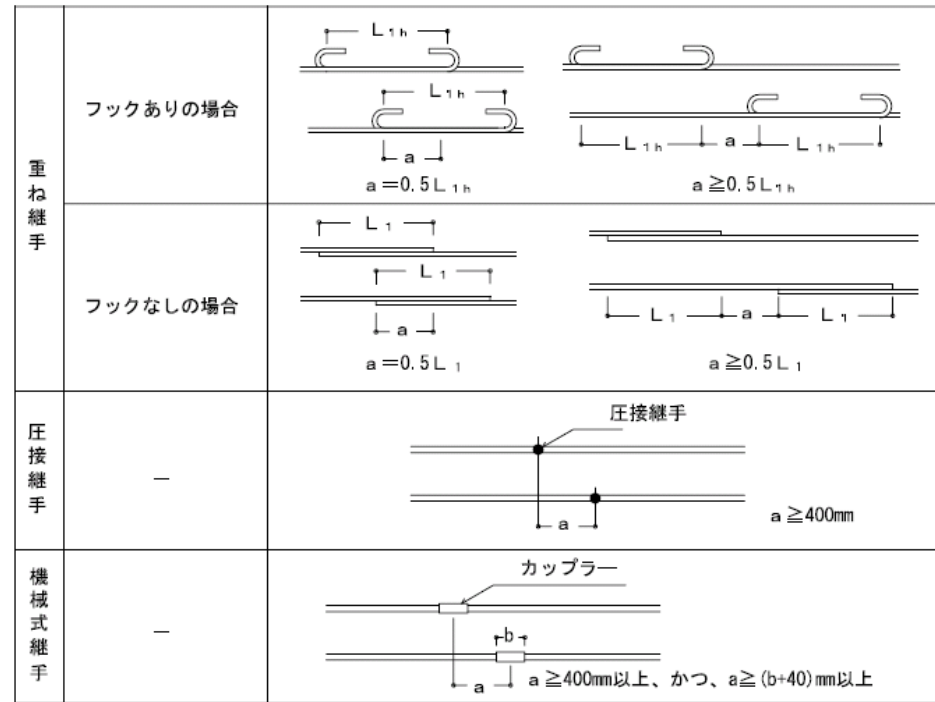 重ね継手
フックありの場合
L1h
L1h
a
a=0.5L1h
L1h
a
L1h
a≧0.5L1h
フックなしの場合
L1
L1
a
a=0.5L1
L1
a
L1
a≧0.5L1
圧接継手
—
圧接継手
a
a≧400mm
機械式継手
—
カップラー
b
a
a≧400mm以上、かつ、a≧(b+40)mm以上